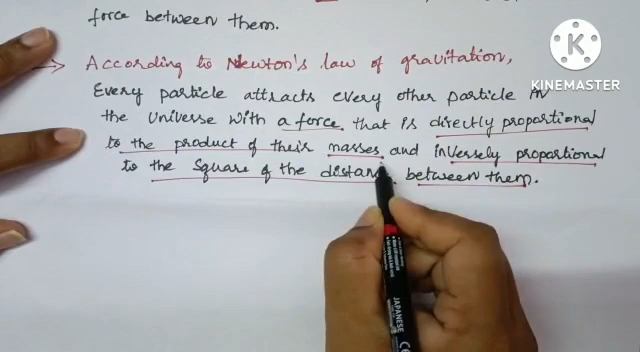 force between them.
→ According to Newton's law of gravitation,
Every particle attracts every other particle in
the Universe with a force that is directly proportional
to the product of their masses and inversely proportional
to the square of the distan between them.
K
KINEMASTER
JAPANESE